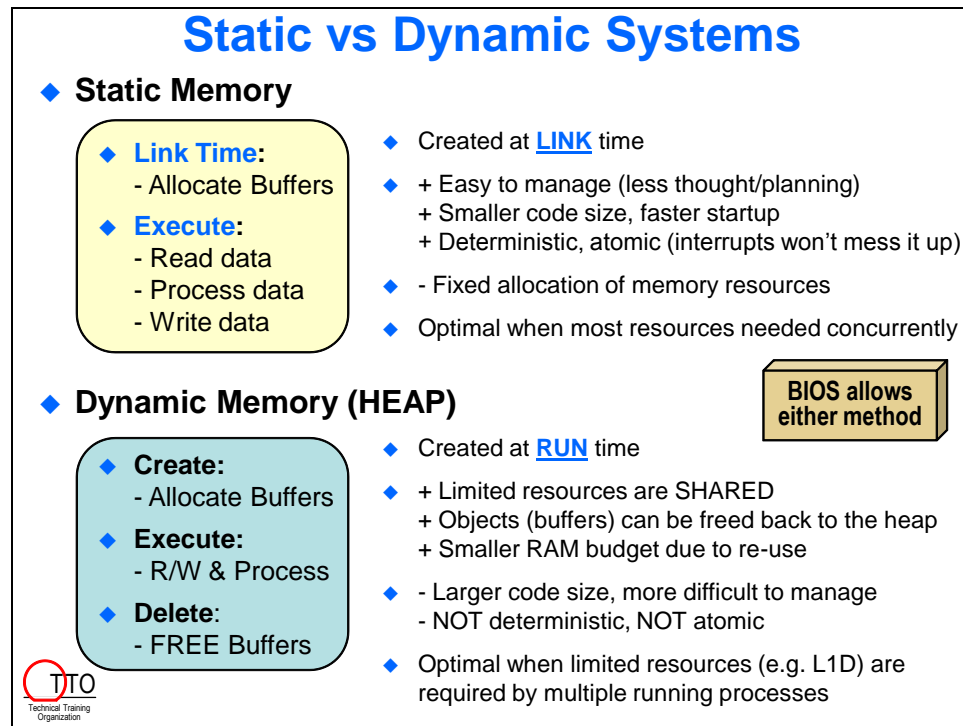 Static vs Dynamic Systems
◆ Static Memory
◆ Link Time:
- Allocate Buffers
◆ Execute:
- Read data
- Process data
- Write data
◆ Created at LINK time
◆ + Easy to manage (less thought/planning)
+ Smaller code size, faster startup
+ Deterministic, atomic (interrupts won't mess it up)
◆ - Fixed allocation of memory resources
◆ Optimal when most resources needed concurrently
BIOS allows
either method
◆ Dynamic Memory (HEAP)
◆ Create:
- Allocate Buffers
◆ Execute:
- R/W & Process
◆ Delete:
- FREE Buffers
◆ Created at RUN time
◆ + Limited resources are SHARED
+ Objects (buffers) can be freed back to the heap
+ Smaller RAM budget due to re-use
◆ - Larger code size, more difficult to manage
- NOT deterministic, NOT atomic
◆ Optimal when limited resources (e.g. L1D) are
required by multiple running processes
TTO
Technical Training
Organization